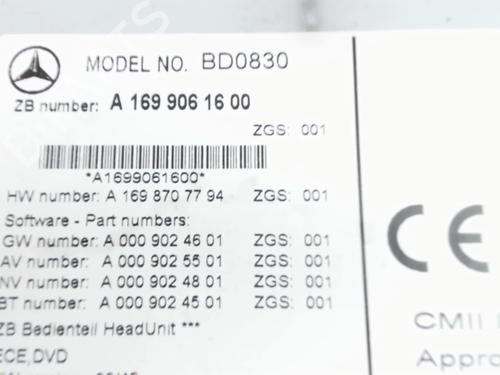 MODEL NO. BD0830
ZB number: A 169 906 16 00
ZGS: 001
*A1699061600*
HW number: A 169 870 77 94 ZGS: 001
Software - Part numbers:
GW number: A 000 902 46 01 ZGS: 001
AV number: A 000 902 55 01 ZGS: 001
NV number: A 000 902 48 01 ZGS: 001
BT number: A 000 902 45 01 ZGS: 001
ZB Bedienteil HeadUnit ***
ECE,DVD
CE
CMII
Appro